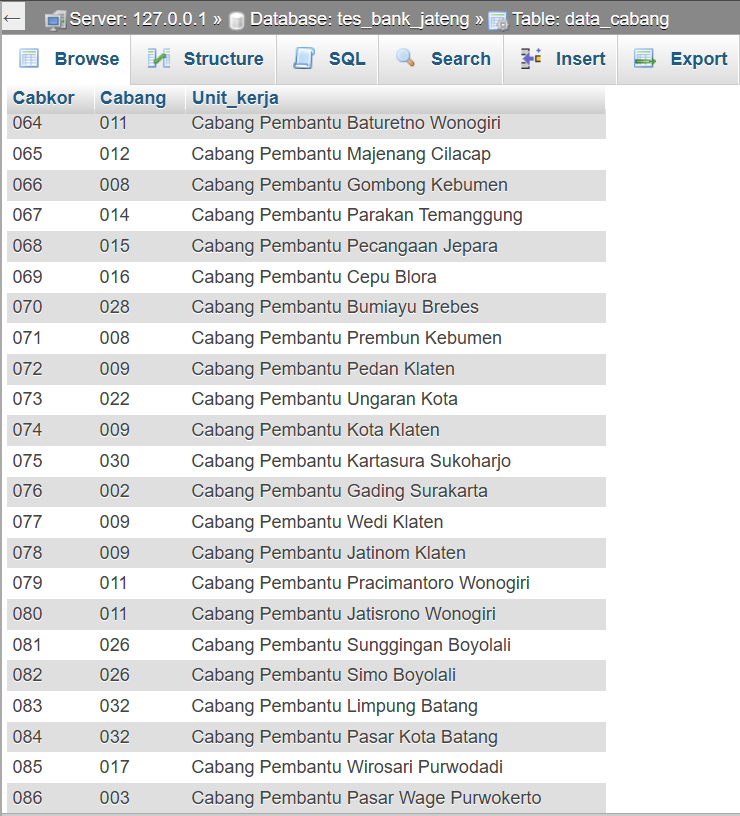 Server: 127.0.0.1 » Database: tes_bank_jateng » Table: data_cabang
Browse Structure SQL Search Insert Export
Cabkor Cabang Unit_kerja
064 011 Cabang Pembantu Baturetno Wonogiri
065 012 Cabang Pembantu Majenang Cilacap
066 008 Cabang Pembantu Gombong Kebumen
067 014 Cabang Pembantu Parakan Temanggung
068 015 Cabang Pembantu Pecangaan Jepara
069 016 Cabang Pembantu Cepu Blora
070 028 Cabang Pembantu Bumiayu Brebes
071 008 Cabang Pembantu Prembun Kebumen
072 009 Cabang Pembantu Pedan Klaten
073 022 Cabang Pembantu Ungaran Kota
074 009 Cabang Pembantu Kota Klaten
075 030 Cabang Pembantu Kartasura Sukoharjo
076 002 Cabang Pembantu Gading Surakarta
077 009 Cabang Pembantu Wedi Klaten
078 009 Cabang Pembantu Jatinom Klaten
079 011 Cabang Pembantu Pracimantoro Wonogiri
080 011 Cabang Pembantu Jatisrono Wonogiri
081 026 Cabang Pembantu Sunggingan Boyolali
082 026 Cabang Pembantu Simo Boyolali
083 032 Cabang Pembantu Limpung Batang
084 032 Cabang Pembantu Pasar Kota Batang
085 017 Cabang Pembantu Wirosari Purwodadi
086 003 Cabang Pembantu Pasar Wage Purwokerto